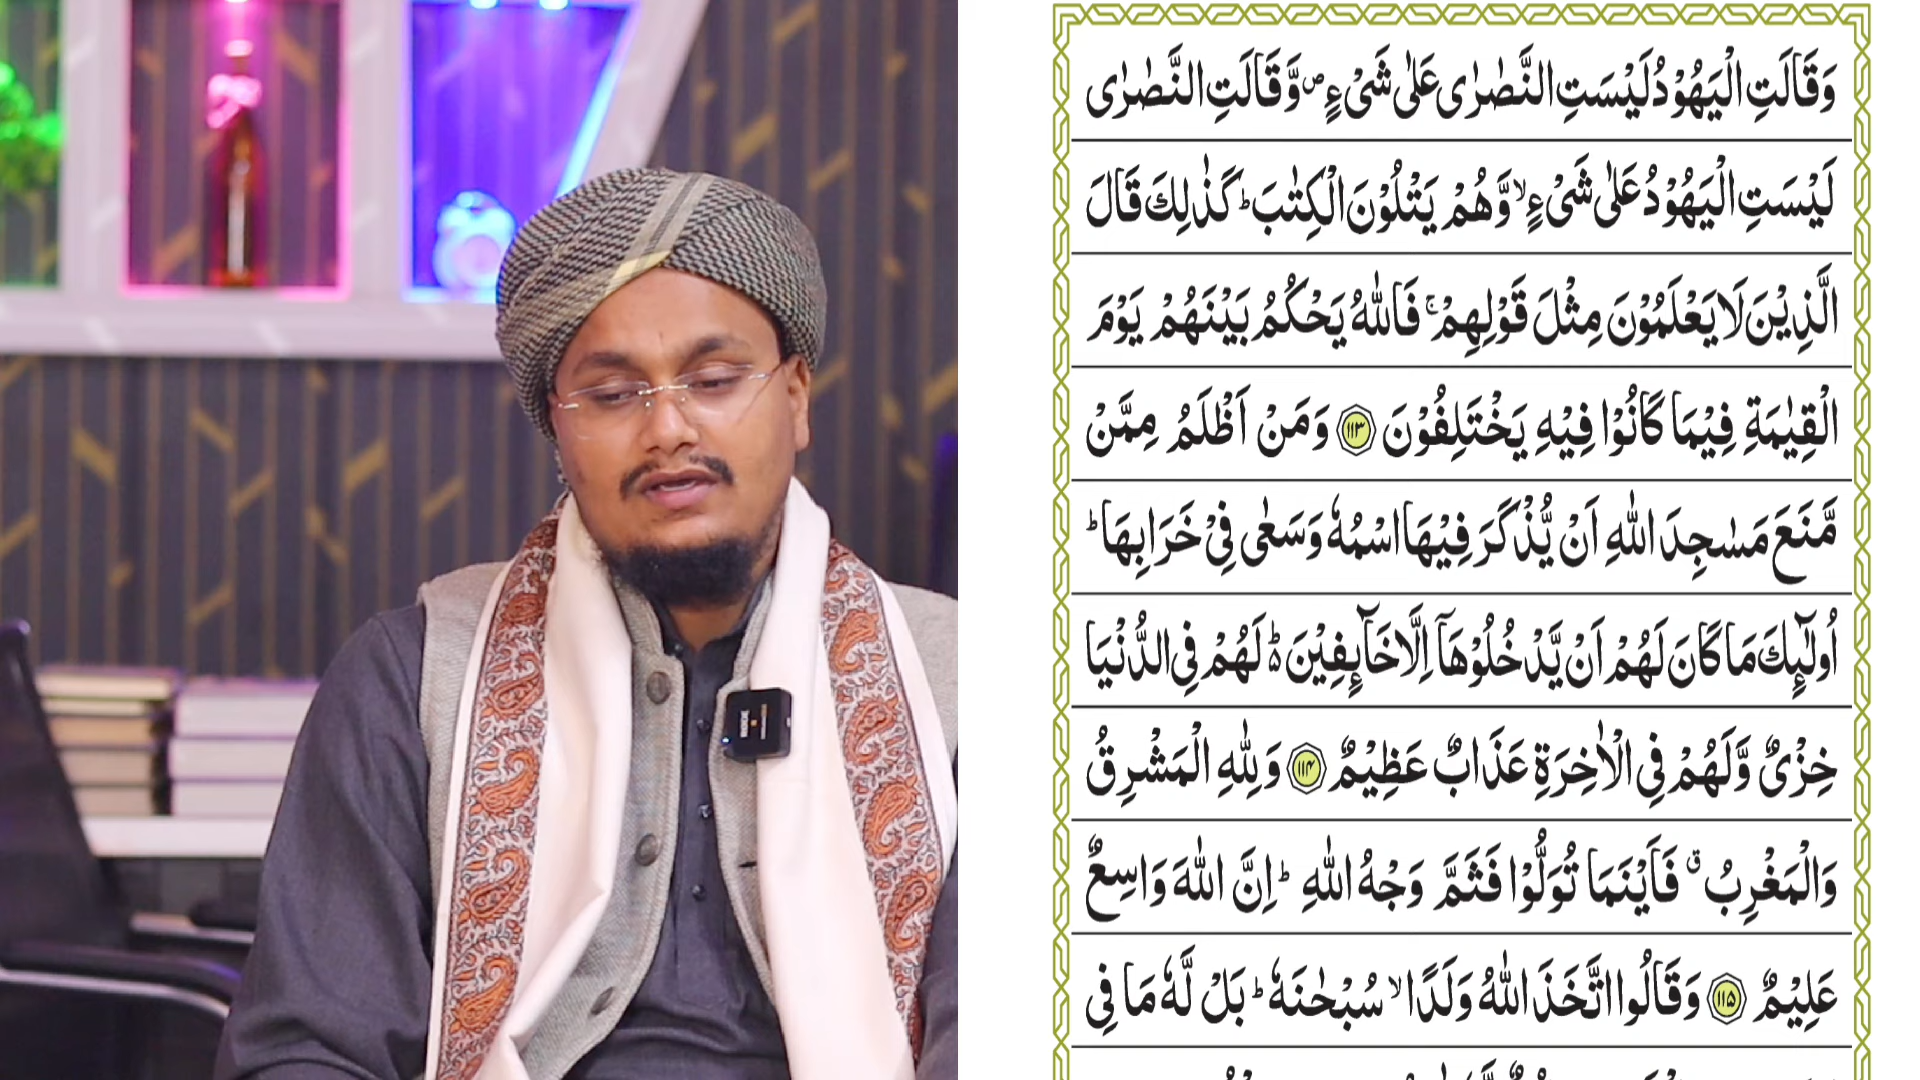 وَقَالَتِ الْيَهُوْدُ لَيْسَتِ النَّصٰرٰى عَلٰى شَىْءٍ ۪ وَّقَالَتِ النَّصٰرٰى
لَيْسَتِ الْيَهُوْدُ عَلٰى شَىْءٍ ۙ وَّهُمْ يَتْلُوْنَ الْكِتٰبَ ؕ كَذٰلِكَ قَالَ
الَّذِيْنَ لَا يَعْلَمُوْنَ مِثْلَ قَوْلِهِمْ ۚ فَاللّٰهُ يَحْكُمُ بَيْنَهُمْ يَوْمَ
الْقِيٰمَةِ فِيْمَا كَانُوْا فِيْهِ يَخْتَلِفُوْنَ ۱۱۳ وَمَنْ اَظْلَمُ مِمَّنْ
مَّنَعَ مَسٰجِدَ اللّٰهِ اَنْ يُّذْكَرَ فِيْهَا اسْمُهٗ وَسَعٰى فِىْ خَرَابِهَا ؕ
اُولٰٓئِكَ مَا كَانَ لَهُمْ اَنْ يَّدْخُلُوْهَآ اِلَّا خَآئِفِيْنَ ؕ۬ لَهُمْ فِى الدُّنْيَا
خِزْىٌ وَّلَهُمْ فِى الْاٰخِرَةِ عَذَابٌ عَظِيْمٌ ۱۱۴ وَلِلّٰهِ الْمَشْرِقُ
وَالْمَغْرِبُ ۗ فَاَيْنَمَا تُوَلُّوْا فَثَمَّ وَجْهُ اللّٰهِ ؕ اِنَّ اللّٰهَ وَاسِعٌ
عَلِيْمٌ ۱۱۵ وَقَالُوا اتَّخَذَ اللّٰهُ وَلَدًا ۙ سُبْحٰنَهٗ ؕ بَلْ لَّهٗ مَا فِى